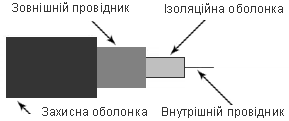 Зовнішній провідник
Ізоляційна оболонка
Захисна оболонка
Внутрішній провідник